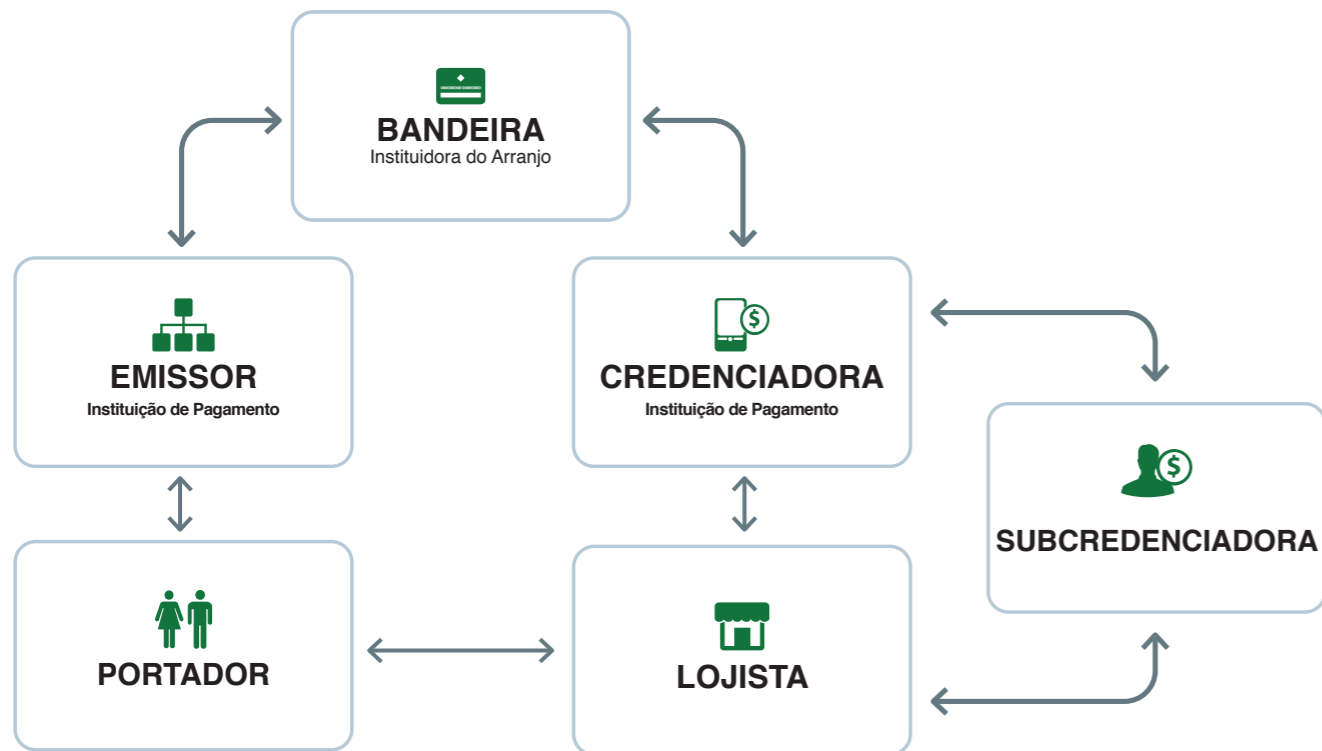 BANDEIRA
Instituidora do Arranjo
EMISSOR
Instituição de Pagamento
CREDENCIADORA
Instituição de Pagamento
$
SUBCREDENCIADORA
$
PORTADOR
LOJISTA